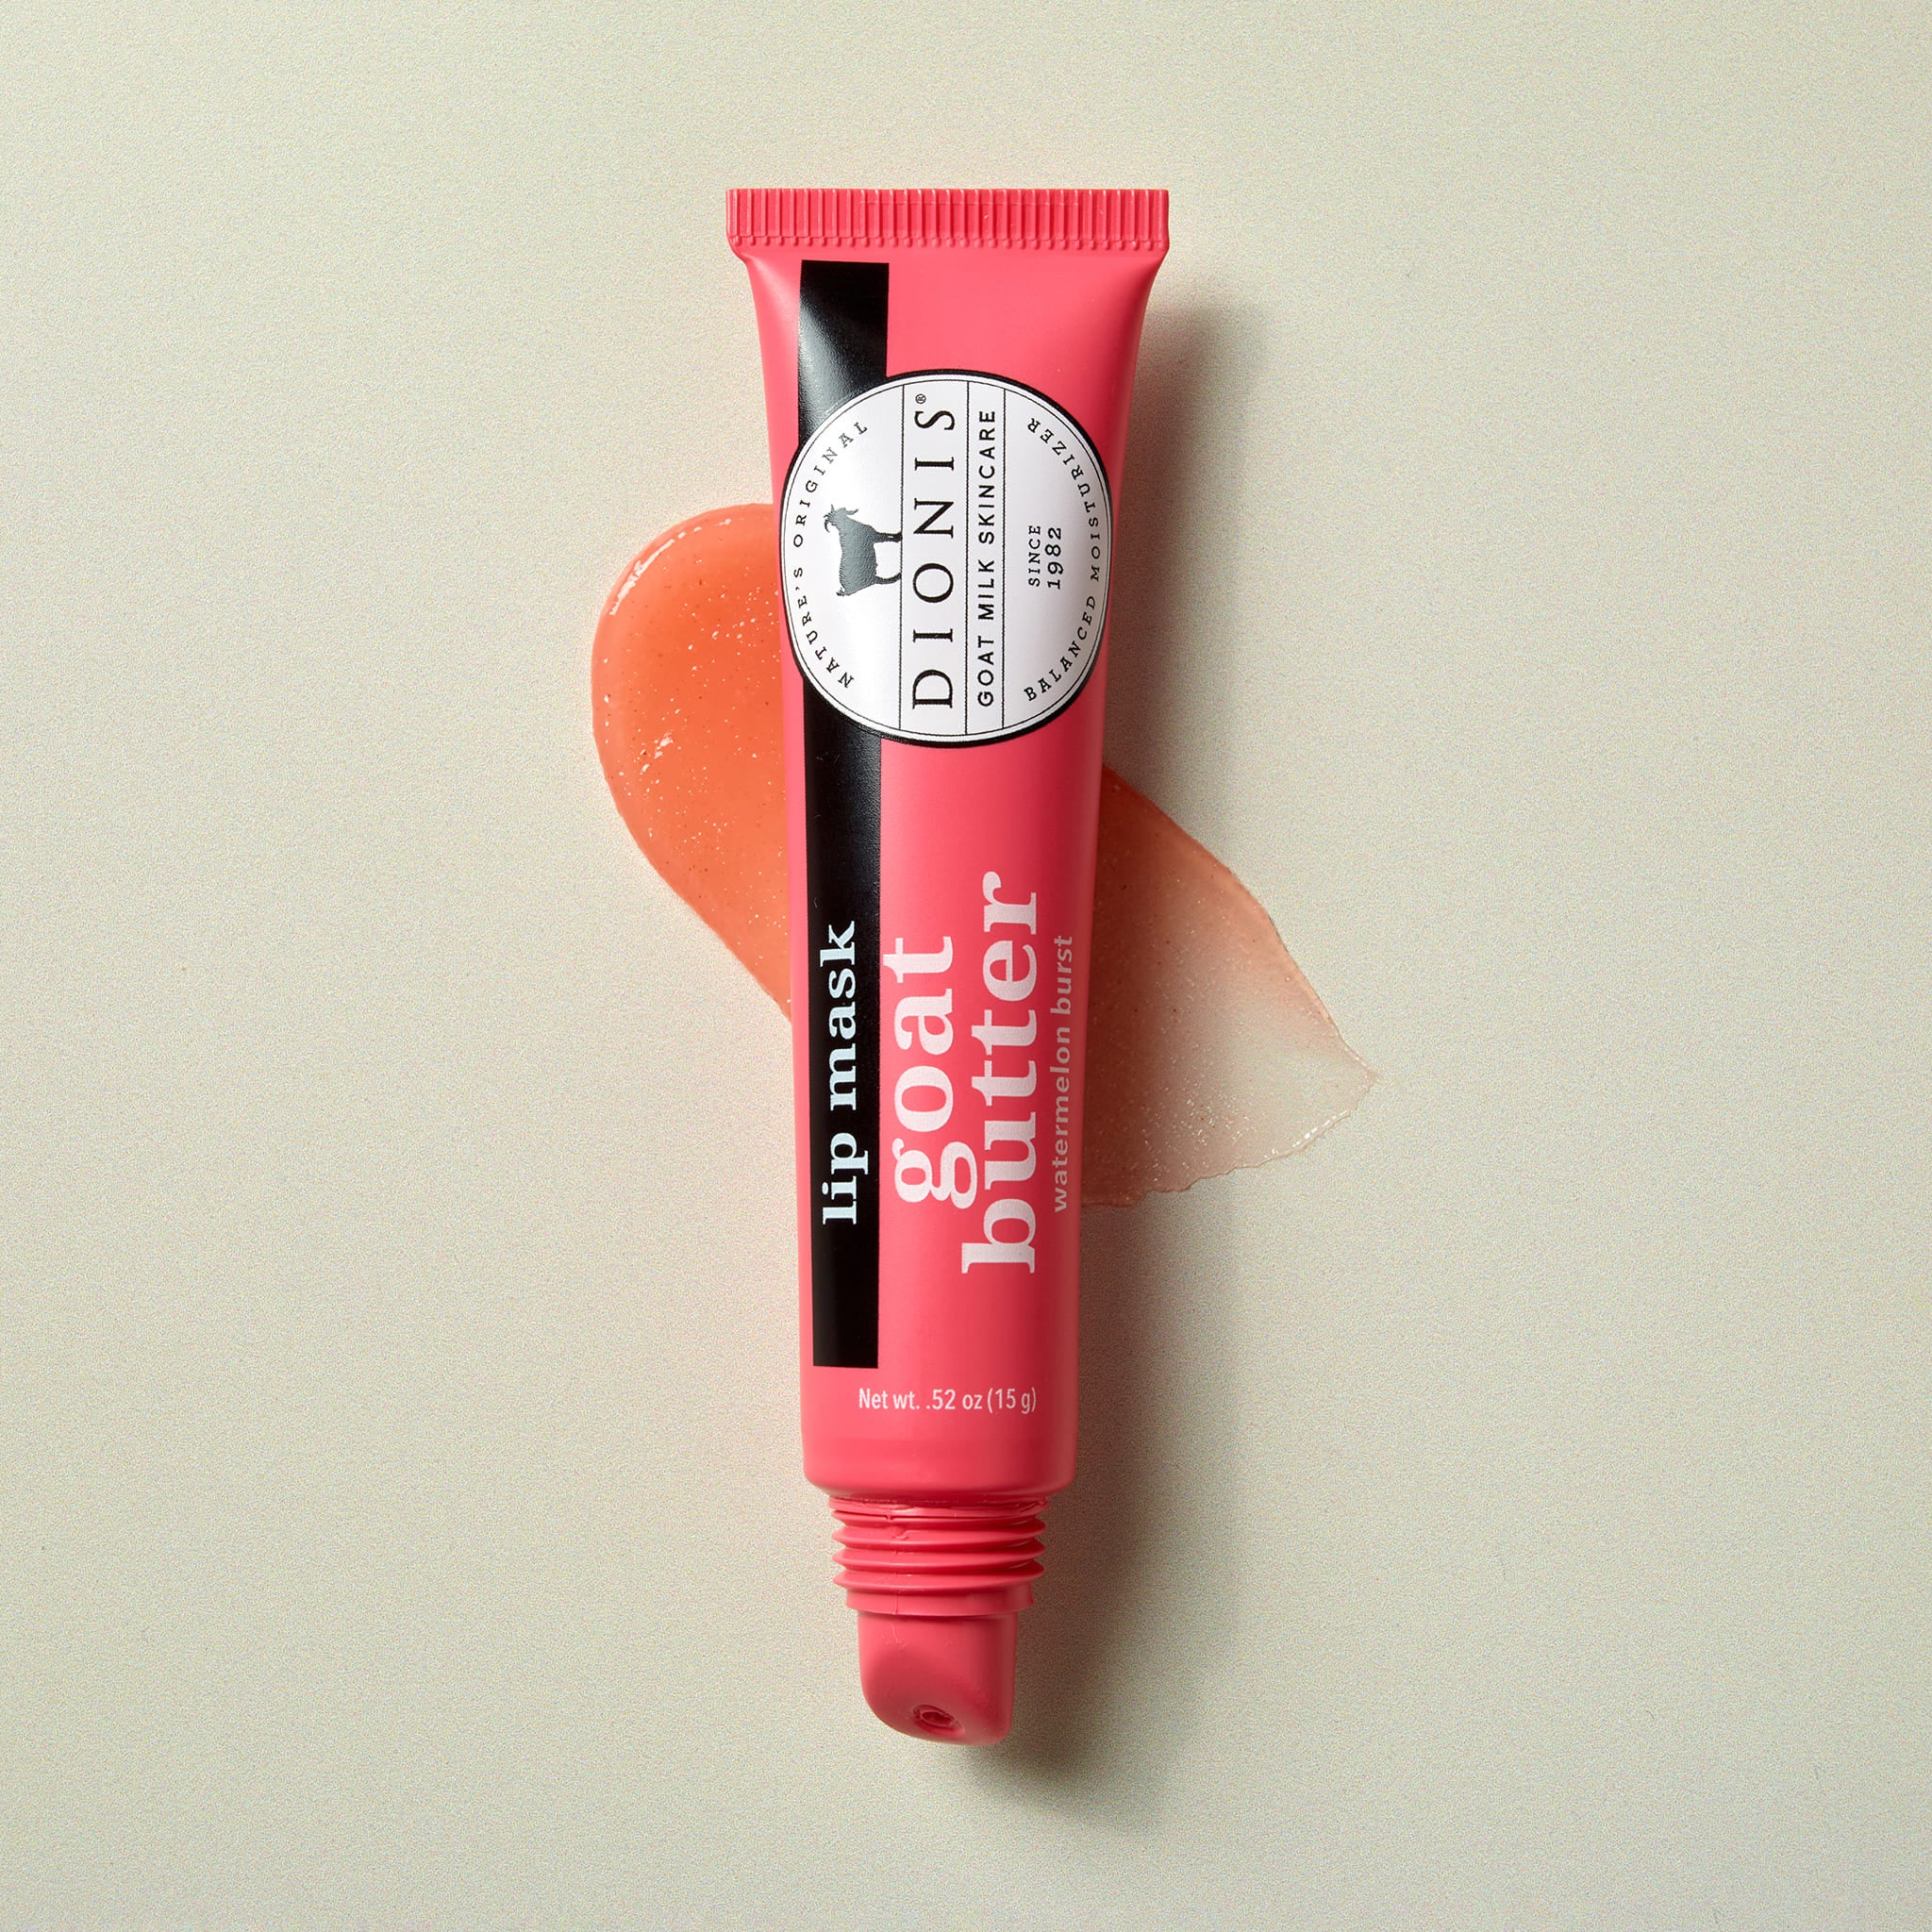 NATURE'S ORIGINAL
DIONIS®
GOAT MILK SKINCARE
SINCE
1982
BALANCED MOISTURIZER
lip mask
goat
butter
watermelon burst
Net wt. .52 oz (15 g)